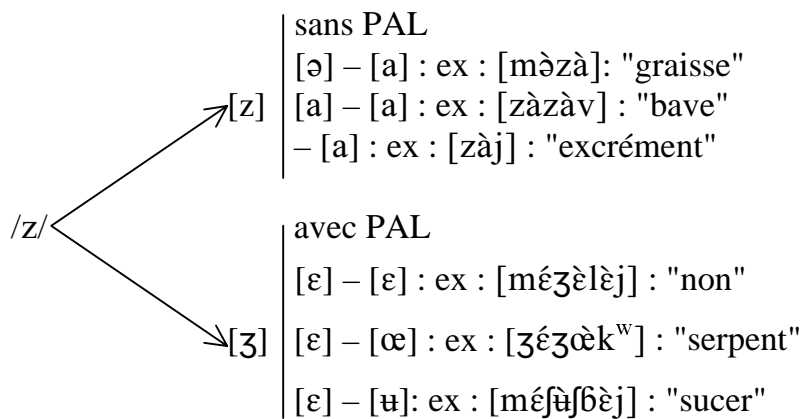 sans PAL
[ə] – [a] : ex : [mə̀zà]: "graisse"
[z] [a] – [a] : ex : [zàzàv] : "bave"
– [a] : ex : [zàj] : "excrément"
/z/
avec PAL
[ɛ] – [ɛ] : ex : [mɛ́ʒɛ̀lɛ̀j] : "non"
[ʒ] [ɛ] – [œ] : ex : [ʒɛ́ʒœ̀kʷ] : "serpent"
[ɛ] – [ʉ]: ex : [mɛ́ʃʉ̀ʃɓɛ̀j] : "sucer"